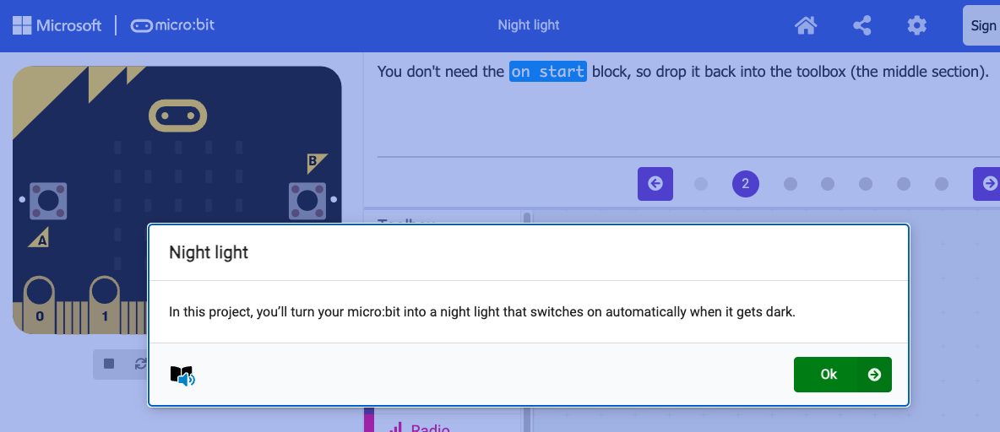 Microsoft micro:bit Night light Sign
You don't need the on start block, so drop it back into the toolbox (the middle section).
B
2
A
Night light
In this project, you’ll turn your micro:bit into a night light that switches on automatically when it gets dark.
0 1
Ok
Radio